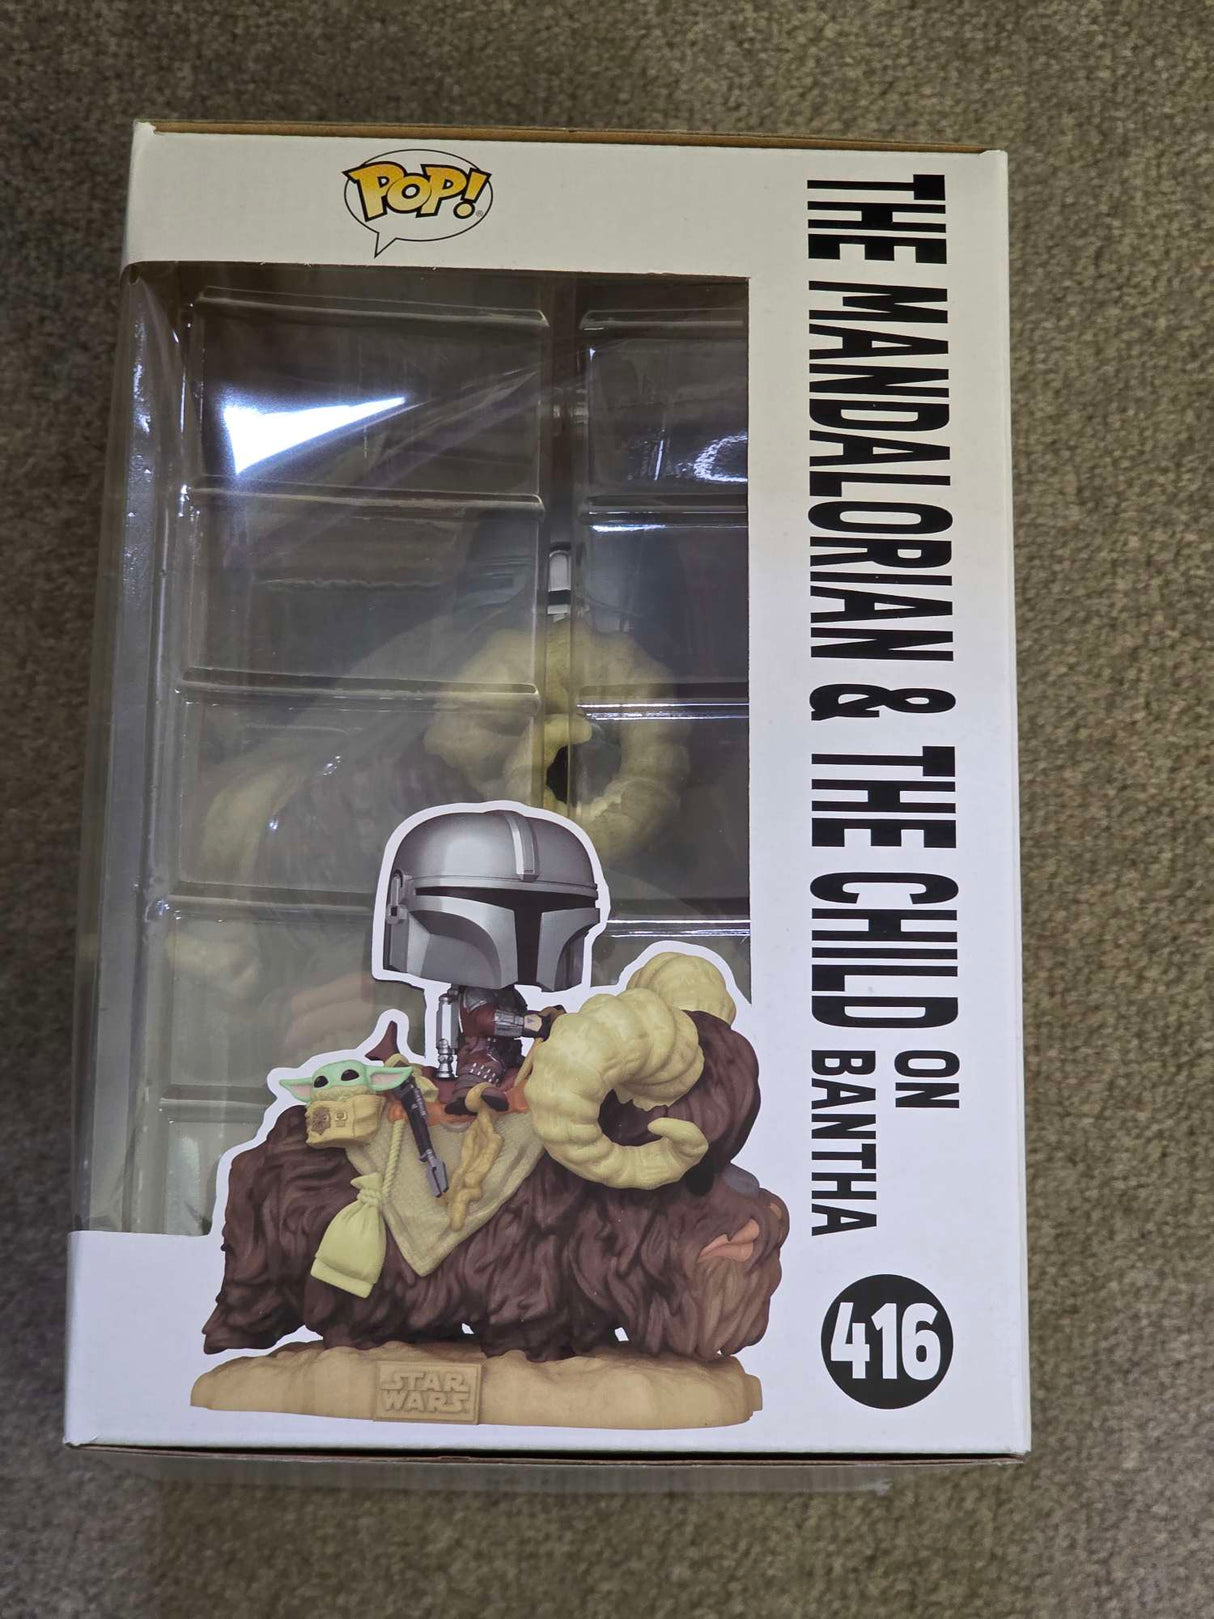 POP!
THE MANDALORIAN & THE CHILD ON
BANTHA
416
STAR
WARS